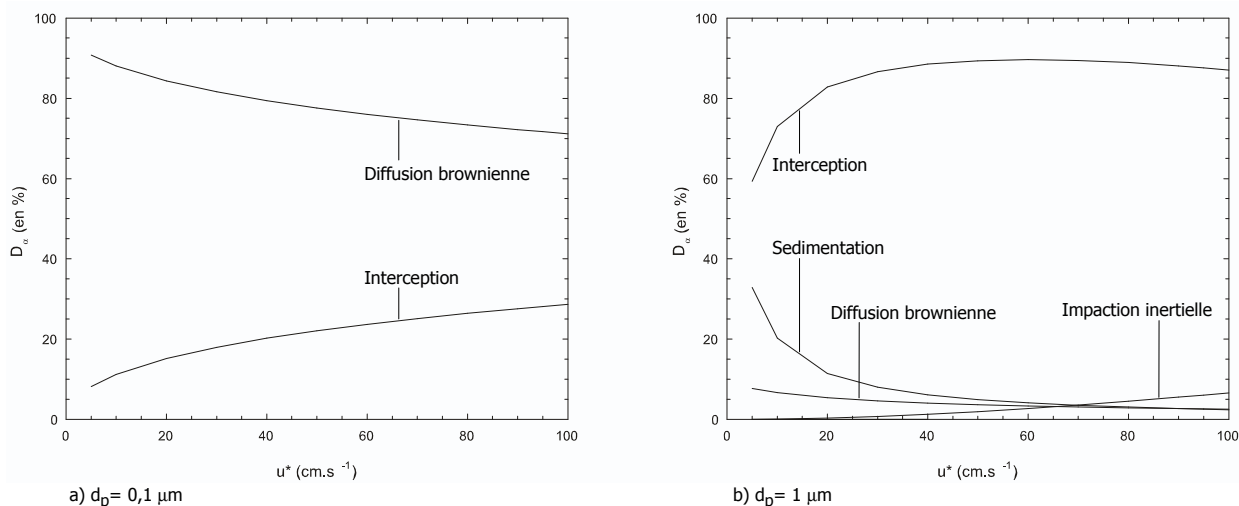 100
80
60
40
20
0
D α (en %)
Diffusion brownienne
Interception
0 20 40 60 80 100
u* (cm.s -1)
a) dp= 0,1 μm
100
80
60
40
20
0
D α (en %)
Interception
Sedimentation
Diffusion brownienne
Impaction inertielle
0 20 40 60 80 100
u* (cm.s -1)
b) dp= 1 μm